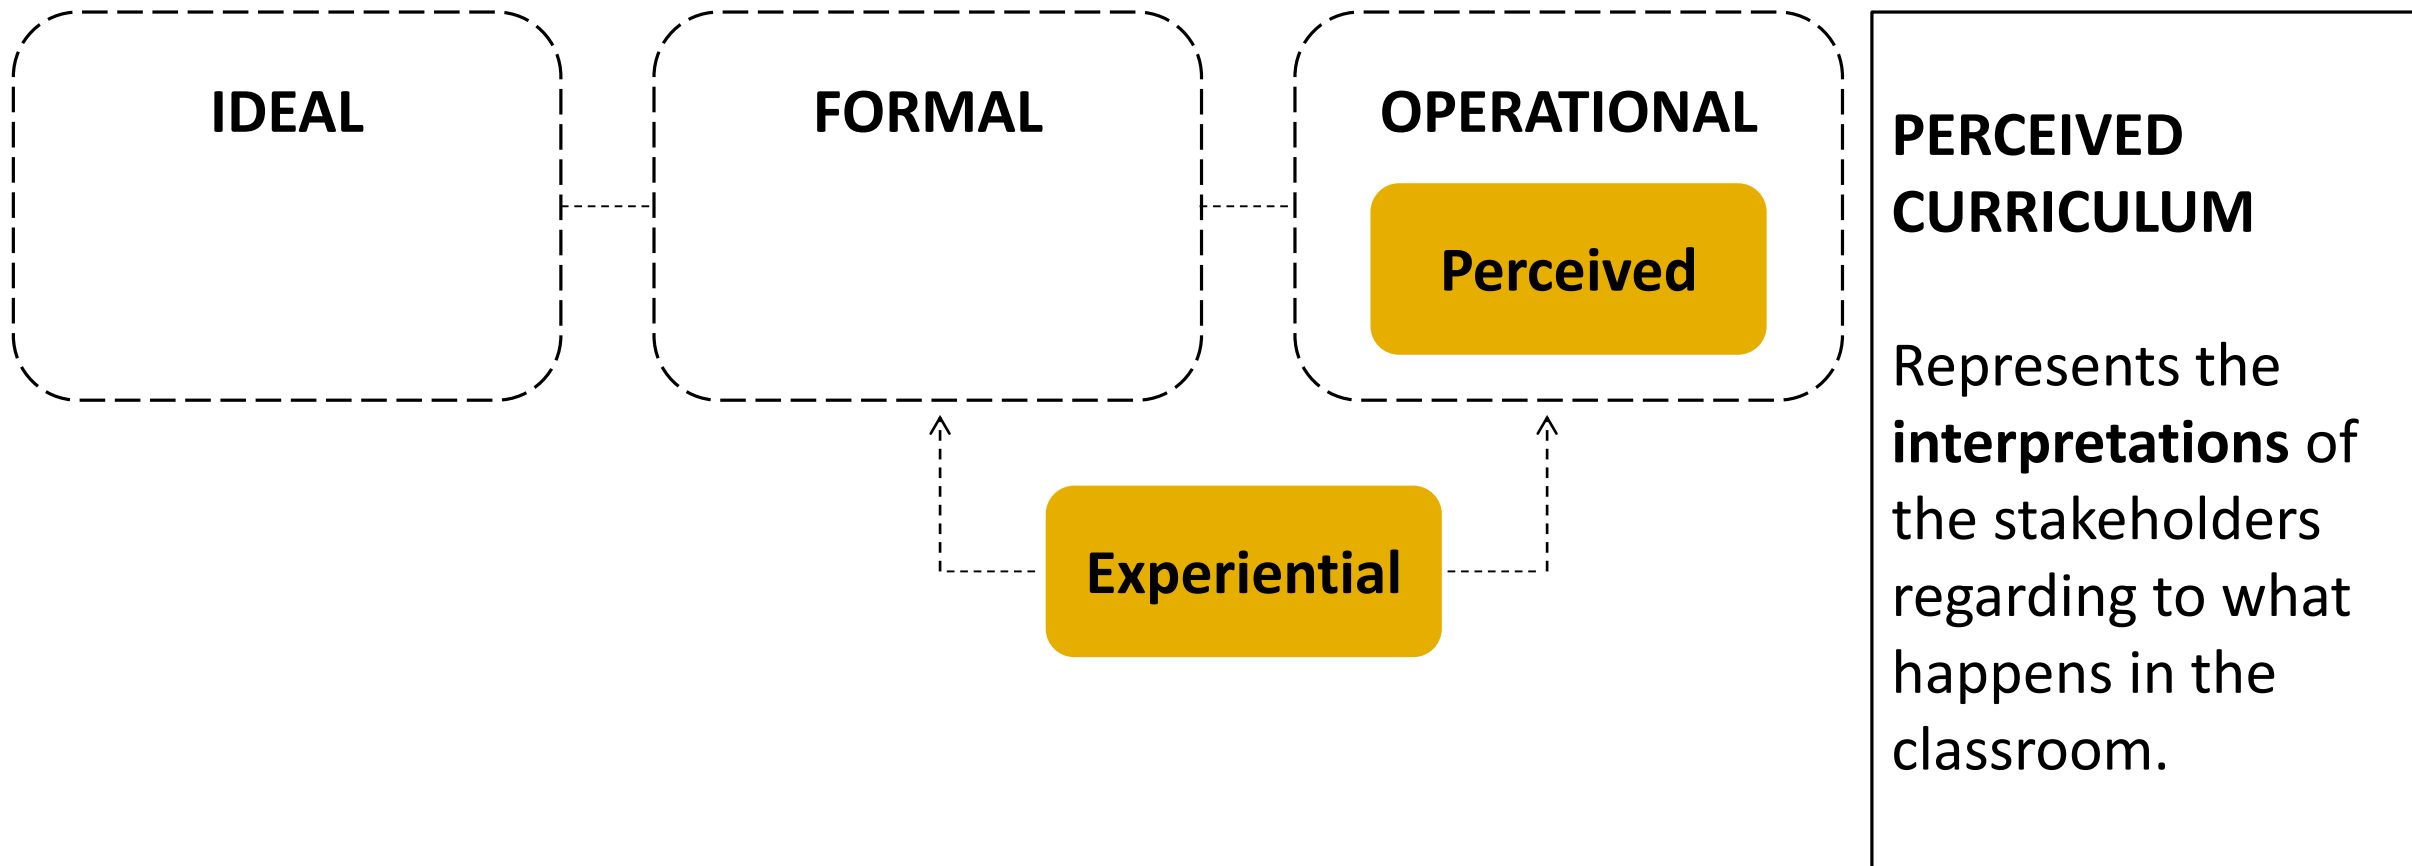 IDEAL
FORMAL
OPERATIONAL
Perceived
Experiential
PERCEIVED
CURRICULUM
Represents the
interpretations of
the stakeholders
regarding to what
happens in the
classroom.